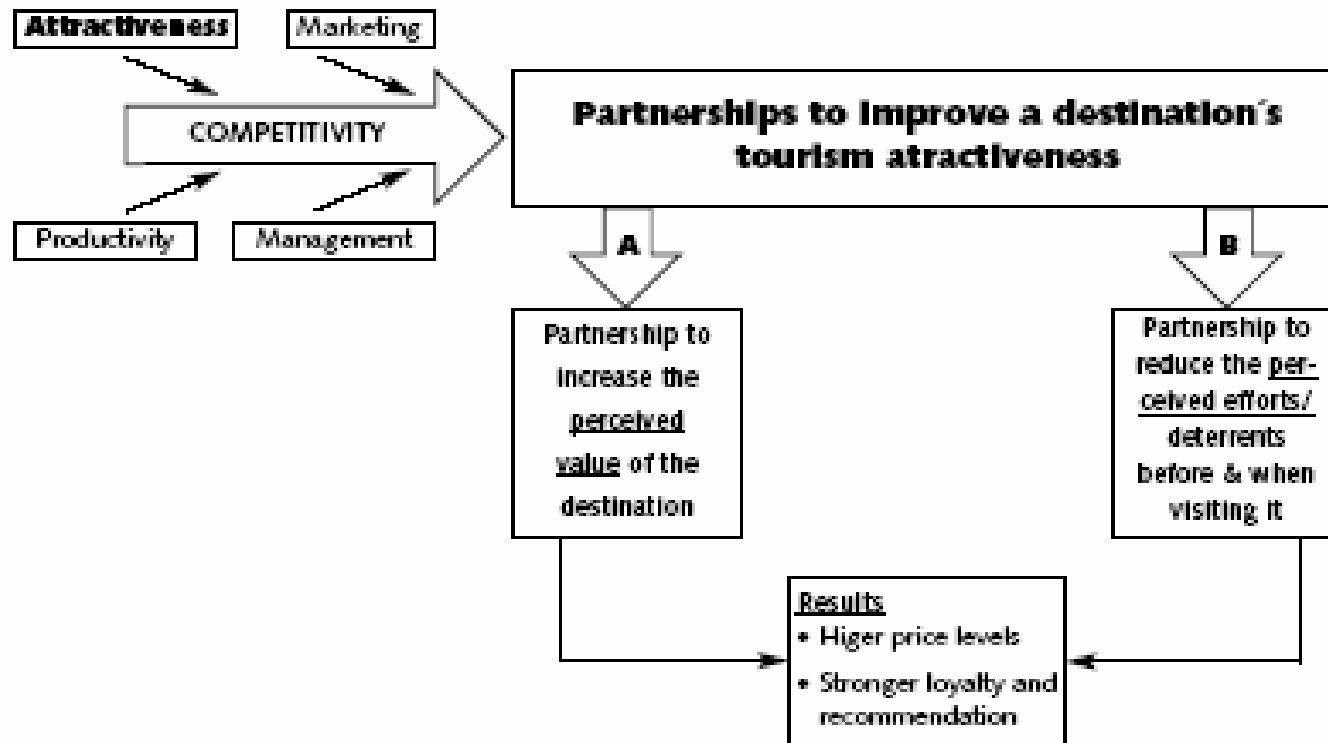 Attractiveness
Marketing
COMPETITIVITY
Productivity
Management
Partnerships to improve a destination´s
tourism atractiveness
A
B
Partnership to
increase the
perceived
value of the
destination
Partnership to
reduce the per-
ceived efforts/
deterrents
before & when
visiting it
Results
• Higer price levels
• Stronger loyalty and
recommendation